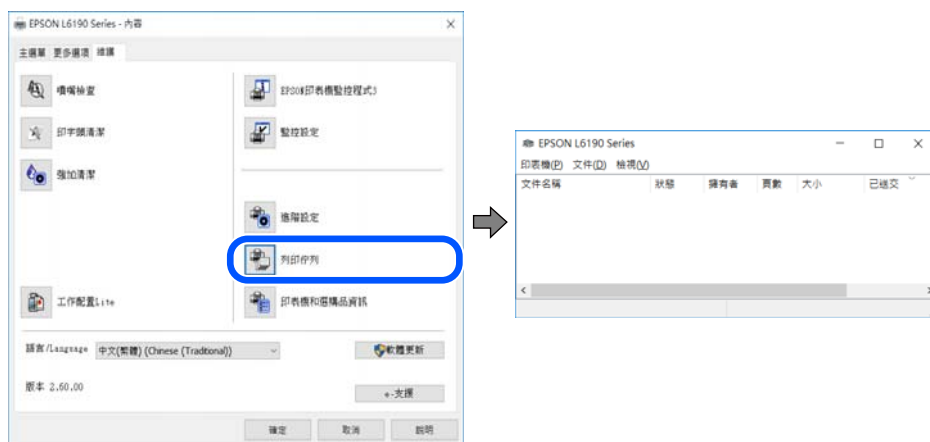 EPSON L6190 Series - 內容
主選單 更多選項 維護
噴嘴檢查
EPSON印表機監控程式3
印字頭清潔
監控設定
強加清潔
進階設定
列印佇列
工作配置Lite
印表機和選購品資訊
語言/Language 中文(繁體) (Chinese (Traditional))
軟體更新
版本 2.60.00
e-支援
確定 取消 說明
EPSON L6190 Series
印表機(P) 文件(D) 檢視(V)
文件名稱 狀態 擁有者 頁數 大小 已送交